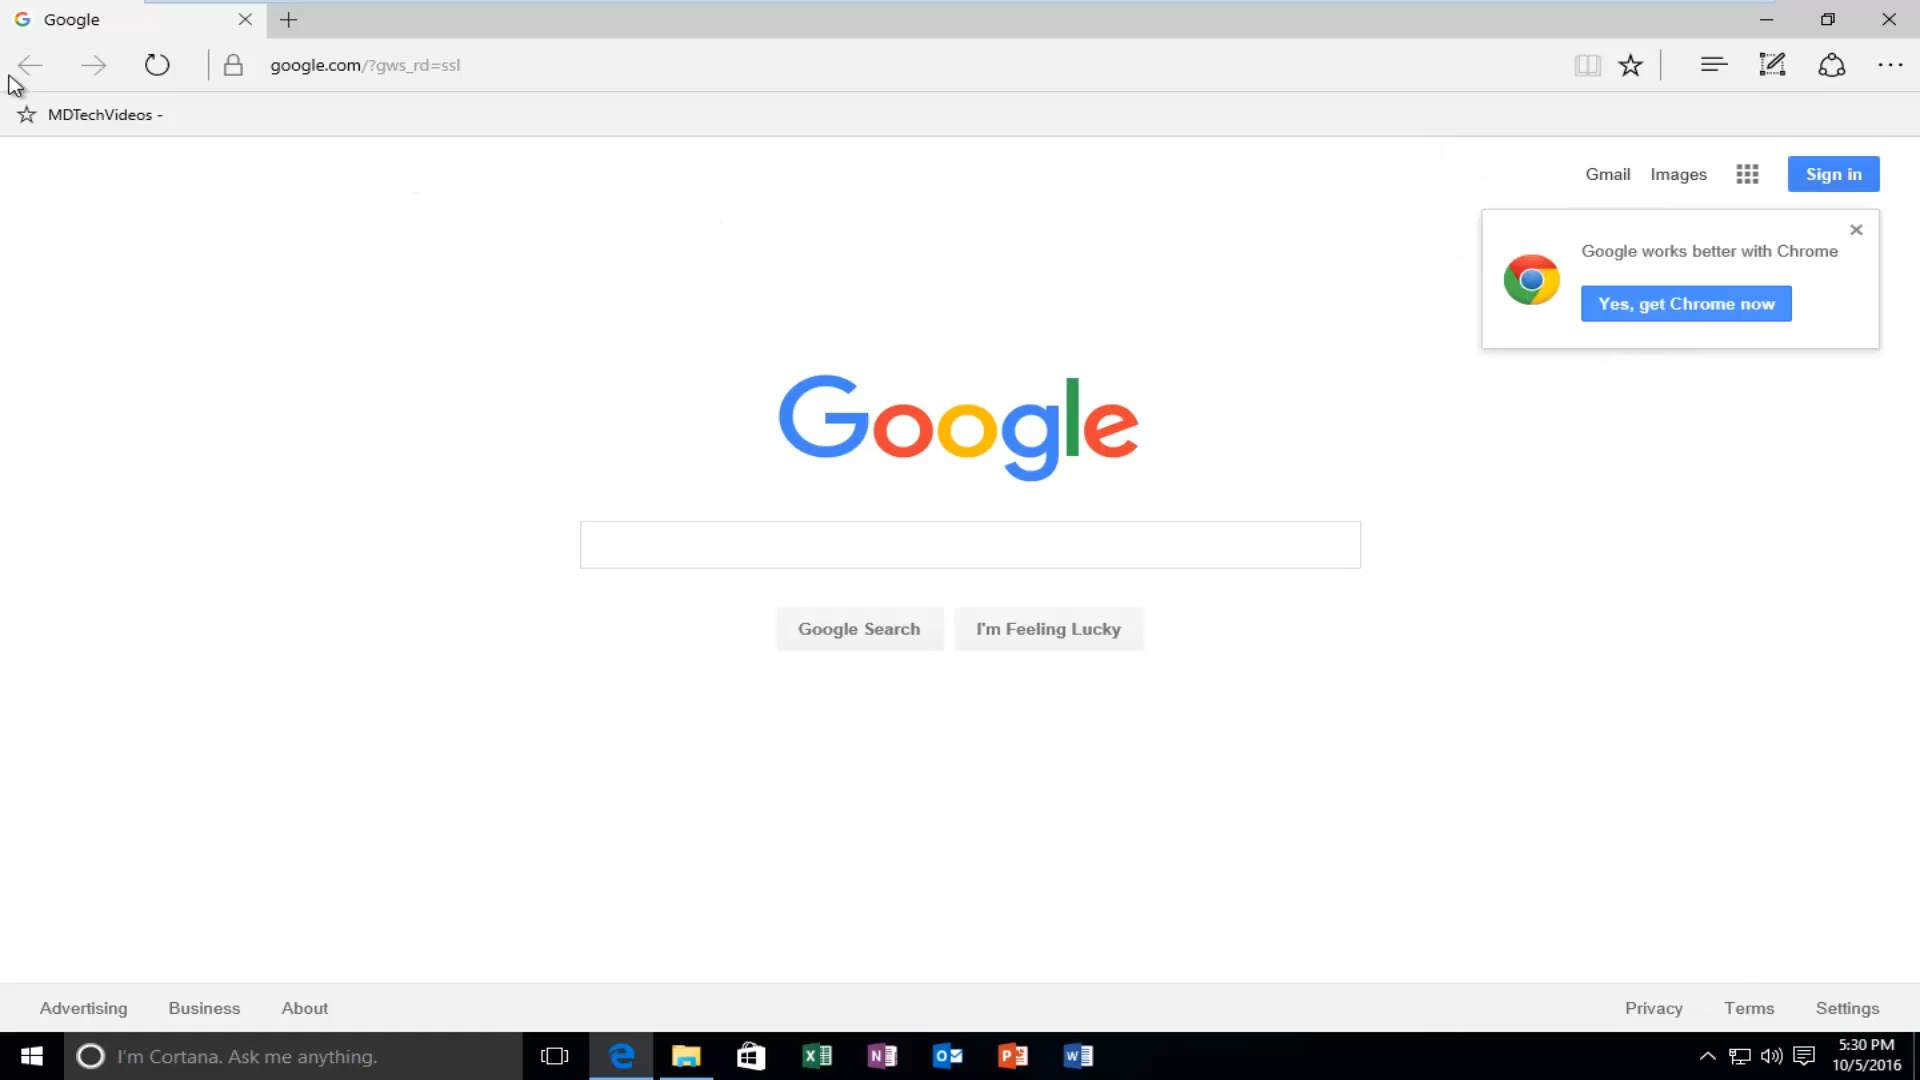 Google
google.com/?gws_rd=ssl
MDTechVideos -
Gmail Images Sign in
Google works better with Chrome
Yes, get Chrome now
Google
Google Search I'm Feeling Lucky
Advertising Business About Privacy Terms Settings
I'm Cortana. Ask me anything.
5:30 PM
10/5/2016